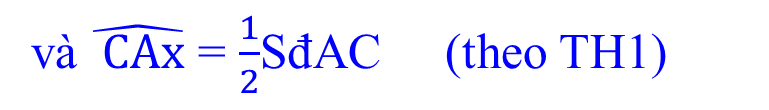 và \widehat{CAx} = \frac{1}{2}SđAC (theo TH1)